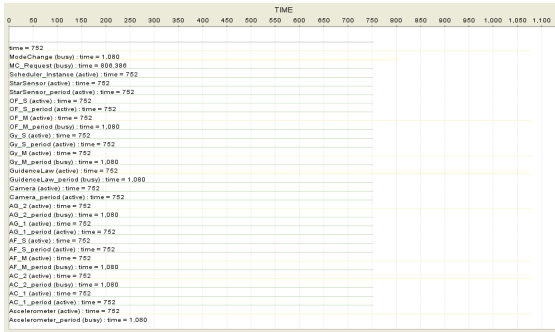 TIME
0 50 100 150 200 250 300 350 400 450 500 550 600 650 700 750 800 850 900 950 1,000 1,050 1,100
time = 752
ModeChange (busy) : time = 1,080
MC_Request (busy) : time = 806.386
Scheduler_Instance (active) : time = 752
StarSensor (active) : time = 752
StarSensor_period (active) : time = 752
OF_S (active) : time = 752
OF_S_period (active) : time = 752
OF_M (active) : time = 752
OF_M_period (busy) : time = 1,080
Gy_S (active) : time = 752
Gy_S_period (active) : time = 752
Gy_M (active) : time = 752
Gy_M_period (busy) : time = 1,080
GuidenceLaw (active) : time = 752
GuidenceLaw_period (busy) : time = 1,080
Camera (active) : time = 752
Camera_period (active) : time = 752
AG_2 (active) : time = 752
AG_2_period (busy) : time = 1,080
AG_1 (active) : time = 752
AG_1_period (active) : time = 752
AF_S (active) : time = 752
AF_S_period (active) : time = 752
AF_M (active) : time = 752
AF_M_period (busy) : time = 1,080
AC_2 (active) : time = 752
AC_2_period (busy) : time = 1,080
AC_1 (active) : time = 752
AC_1_period (active) : time = 752
Accelerometer (active) : time = 752
Accelerometer_period (busy) : time = 1,080